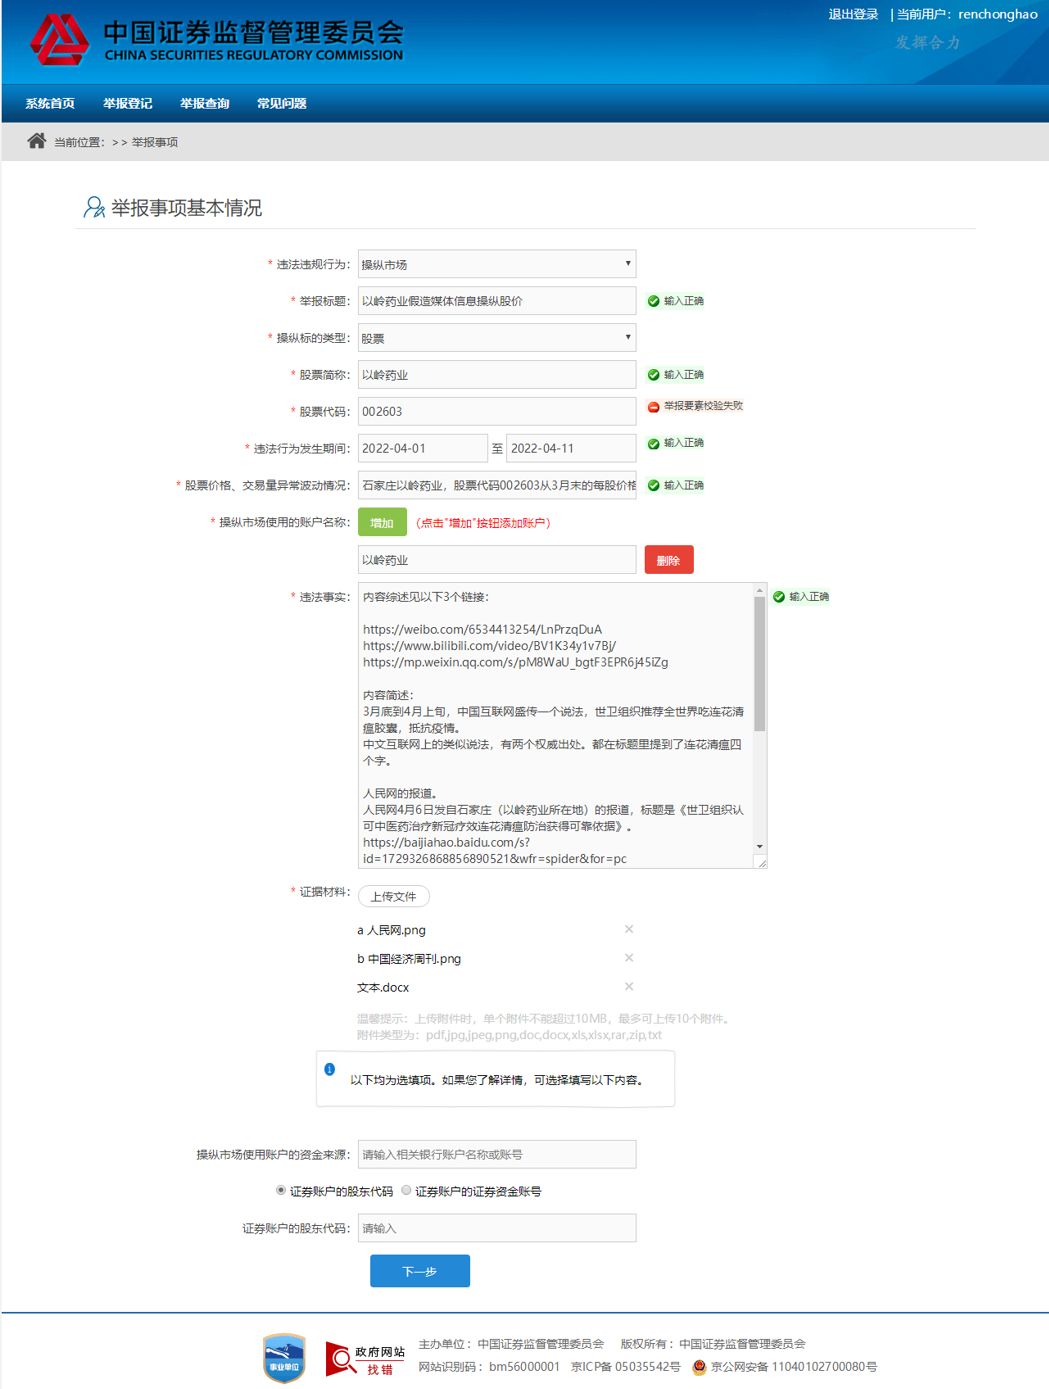 退出登录 | 当前用户：renchonghao
中国证券监督管理委员会
CHINA SECURITIES REGULATORY COMMISSION
发挥合力
系统首页 举报登记 举报查询 常见问题
当前位置：>> 举报事项
举报事项基本情况
* 违法违规行为： 操纵市场
* 举报标题： 以岭药业假造媒体信息操纵股价 输入正确
* 操纵标的类型： 股票
* 股票简称： 以岭药业 输入正确
* 股票代码： 002603 举报要素校验失败
* 违法行为发生期间： 2022-04-01 至 2022-04-11 输入正确
* 股票价格、交易量异常波动情况： 石家庄以岭药业，股票代码002603从3月末的每股价格 输入正确
* 操纵市场使用的账户名称： 增加 （点击"增加"按钮添加账户）
以岭药业 删除
* 违法事实： 内容综述见以下3个链接： 输入正确
https://weibo.com/6534413254/LnPrzqDuA
https://www.bilibili.com/video/BV1K34y1v7Bj/
https://mp.weixin.qq.com/s/pM8WaU_bgtF3EPR6j45iZg
内容简述：
3月底到4月上旬，中国互联网盛传一个说法，世卫组织推荐全世界吃连花清
瘟胶囊，抵抗疫情。
中文互联网上的类似说法，有两个权威出处。都在标题里提到了连花清瘟四
个字。
人民网的报道。
人民网4月6日发自石家庄（以岭药业所在地）的报道，标题是《世卫组织认
可中医药治疗新冠疗效连花清瘟防治获得可靠依据》。
https://baijiahao.baidu.com/s?
id=1729326868856890521&wfr=spider&for=pc
* 证据材料： 上传文件
a 人民网.png ×
b 中国经济周刊.png ×
文本.docx ×
温馨提示：上传附件时，单个附件不能超过10MB，最多可上传10个附件。
附件类型为：pdf,jpg,jpeg,png,doc,docx,xls,xlsx,rar,zip,txt
以下均为选填项。如果您了解详情，可选择填写以下内容。
操纵市场使用账户的资金来源： 请输入相关银行账户名称或账号
证券账户的股东代码 证券账户的证券资金账号
证券账户的股东代码： 请输入
下一步
事业单位
政府网站
找错
主办单位：中国证券监督管理委员会 版权所有：中国证券监督管理委员会
网站识别码：bm56000001 京ICP备 05035542号 京公网安备 11040102700080号